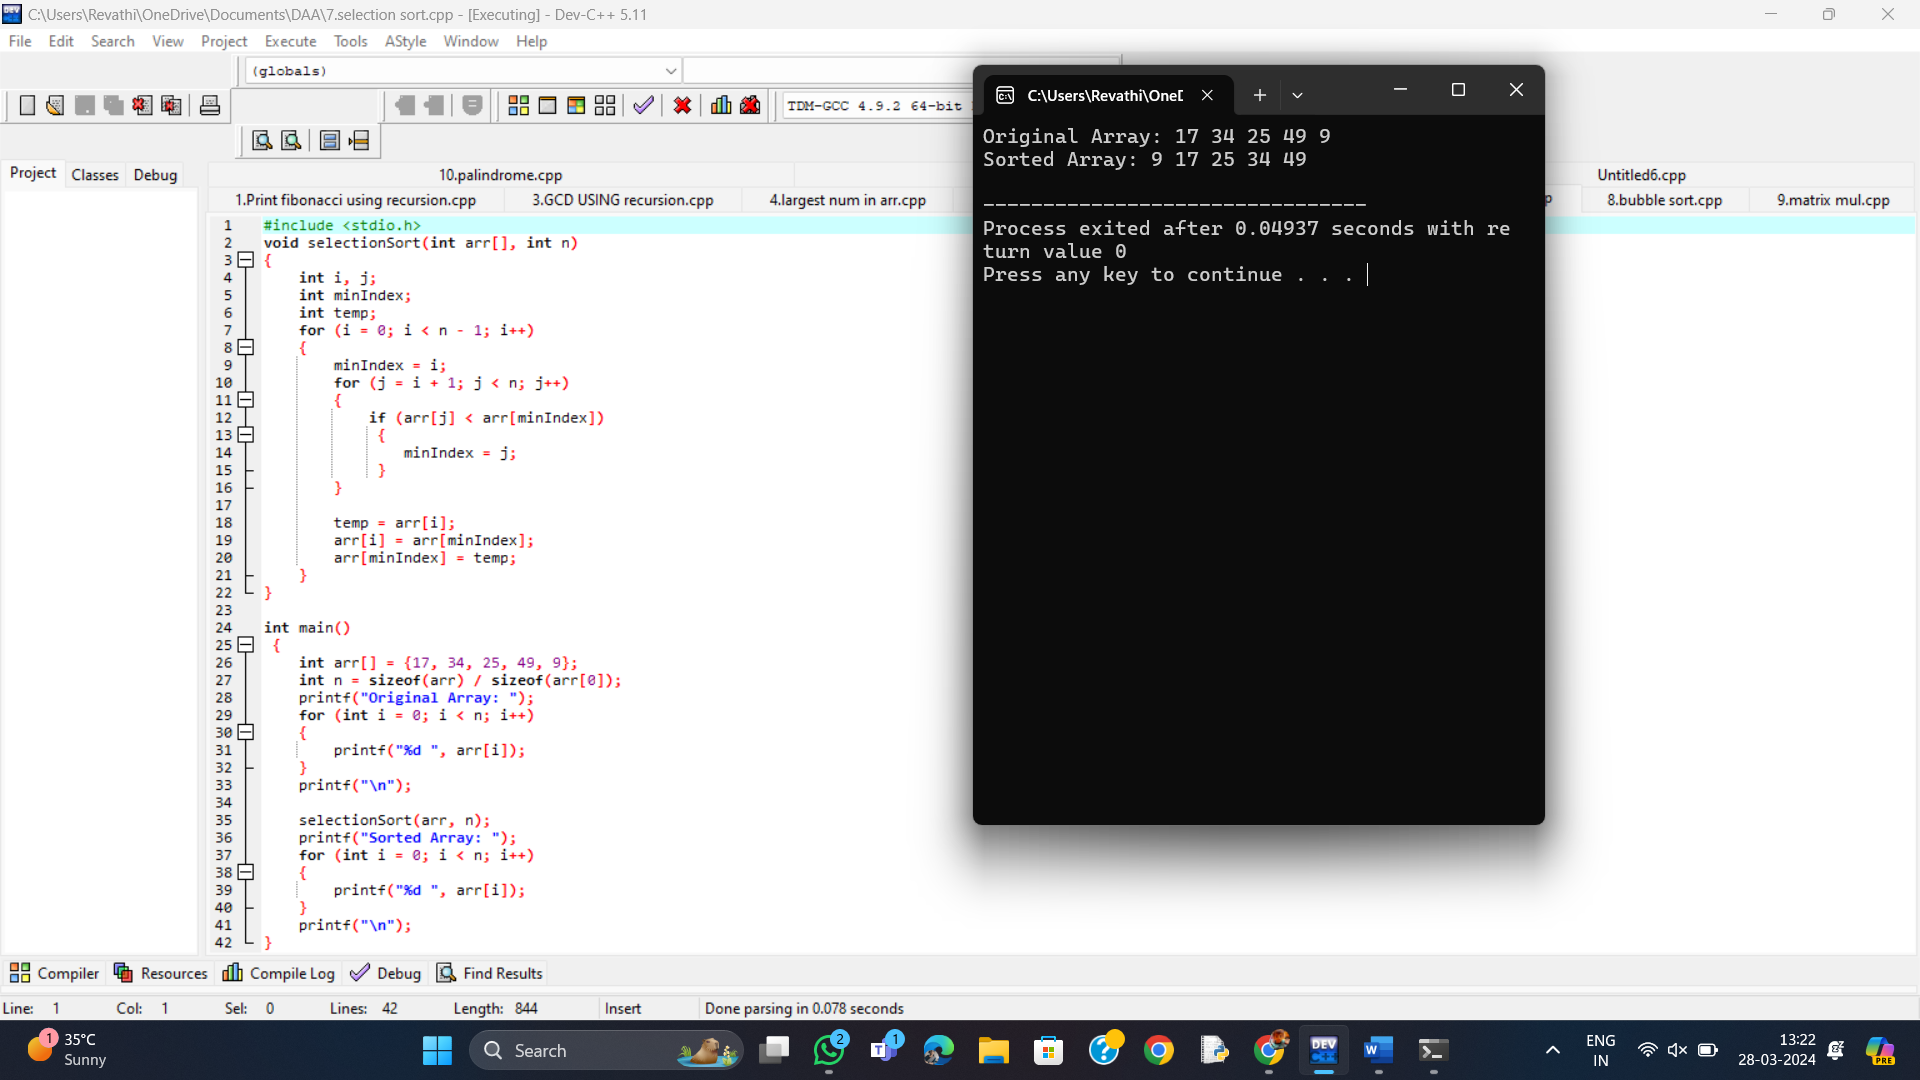 C:\Users\Revathi\OneDrive\Documents\DAA\7.selection sort.cpp - [Executing] - Dev-C++ 5.11
File Edit Search View Project Execute Tools AStyle Window Help
(globals)
TDM-GCC 4.9.2 64-bit
Project Classes Debug
10.palindrome.cpp Untitled6.cpp
1.Print fibonacci using recursion.cpp 3.GCD USING recursion.cpp 4.largest num in arr.cpp 8.bubble sort.cpp 9.matrix mul.cpp
1 #include <stdio.h>
2 void selectionSort(int arr[], int n)
3 {
4 int i, j;
5 int minIndex;
6 int temp;
7 for (i = 0; i < n - 1; i++)
8 {
9 minIndex = i;
10 for (j = i + 1; j < n; j++)
11 {
12 if (arr[j] < arr[minIndex])
13 {
14 minIndex = j;
15 }
16 }
17
18 temp = arr[i];
19 arr[i] = arr[minIndex];
20 arr[minIndex] = temp;
21 }
22 }
23
24 int main()
25 {
26 int arr[] = {17, 34, 25, 49, 9};
27 int n = sizeof(arr) / sizeof(arr[0]);
28 printf("Original Array: ");
29 for (int i = 0; i < n; i++)
30 {
31 printf("%d ", arr[i]);
32 }
33 printf("\n");
34
35 selectionSort(arr, n);
36 printf("Sorted Array: ");
37 for (int i = 0; i < n; i++)
38 {
39 printf("%d ", arr[i]);
40 }
41 printf("\n");
42 }
C:\Users\Revathi\OneD
Original Array: 17 34 25 49 9
Sorted Array: 9 17 25 34 49
--------------------------------
Process exited after 0.04937 seconds with re
turn value 0
Press any key to continue . . .
Compiler Resources Compile Log Debug Find Results
Line: 1 Col: 1 Sel: 0 Lines: 42 Length: 844 Insert Done parsing in 0.078 seconds
1 35°C
Sunny
Search
2
1
DEV
W
ENG
IN
13:22
28-03-2024
PRE